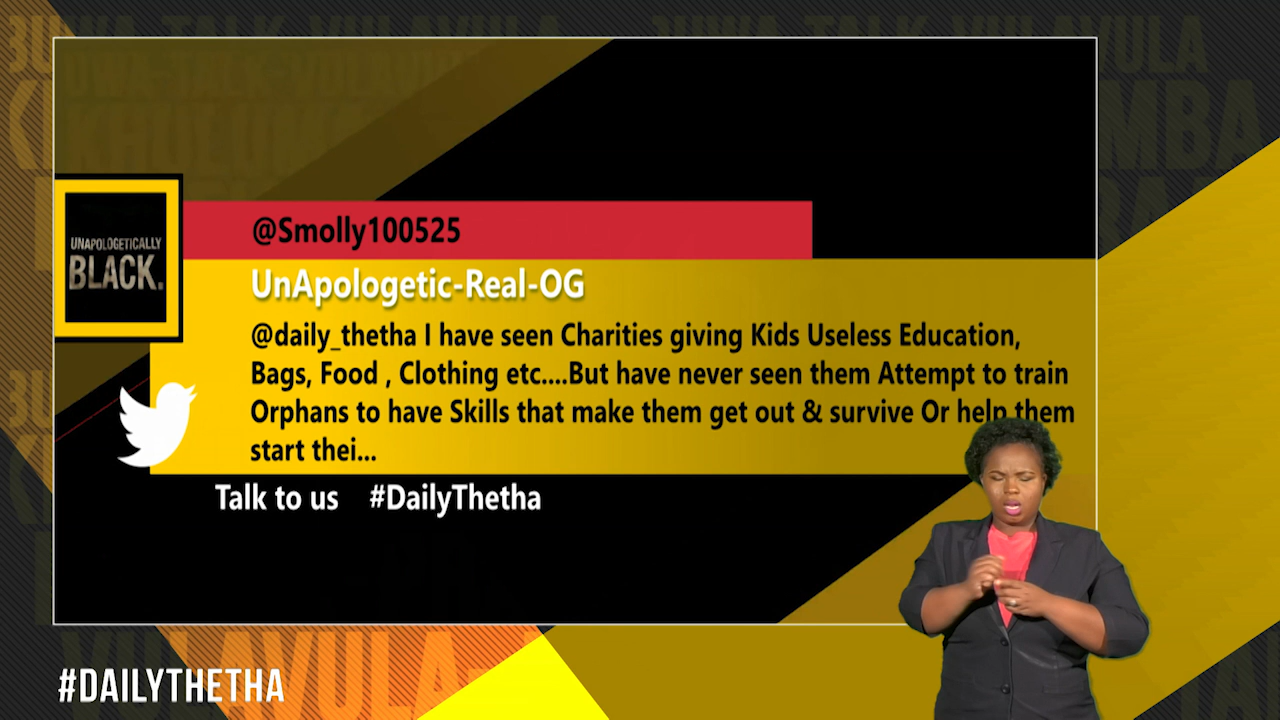 UNAPOLOGETICALLY
BLACK.
@Smolly100525
UnApologetic-Real-OG
@daily_thetha I have seen Charities giving Kids Useless Education,
Bags, Food , Clothing etc....But have never seen them Attempt to train
Orphans to have Skills that make them get out & survive Or help them
start thei...
Talk to us #DailyThetha
#DAILYTHETHA